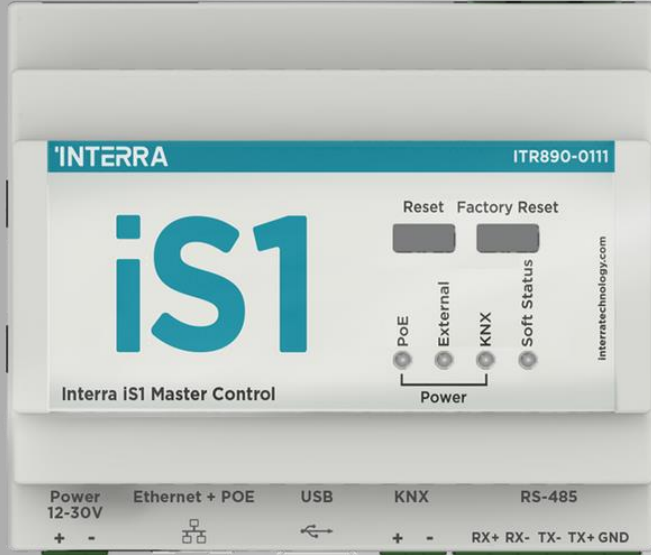 INTERRA
ITR890-0111
iS1
Reset
Factory Reset
PoE
External
KNX
Soft Status
Power
interratechnology.com
Interra iS1 Master Control
Power
12-30V
+ -
Ethernet + POE
USB
KNX
+ -
RS-485
RX+ RX- TX- TX+ GND